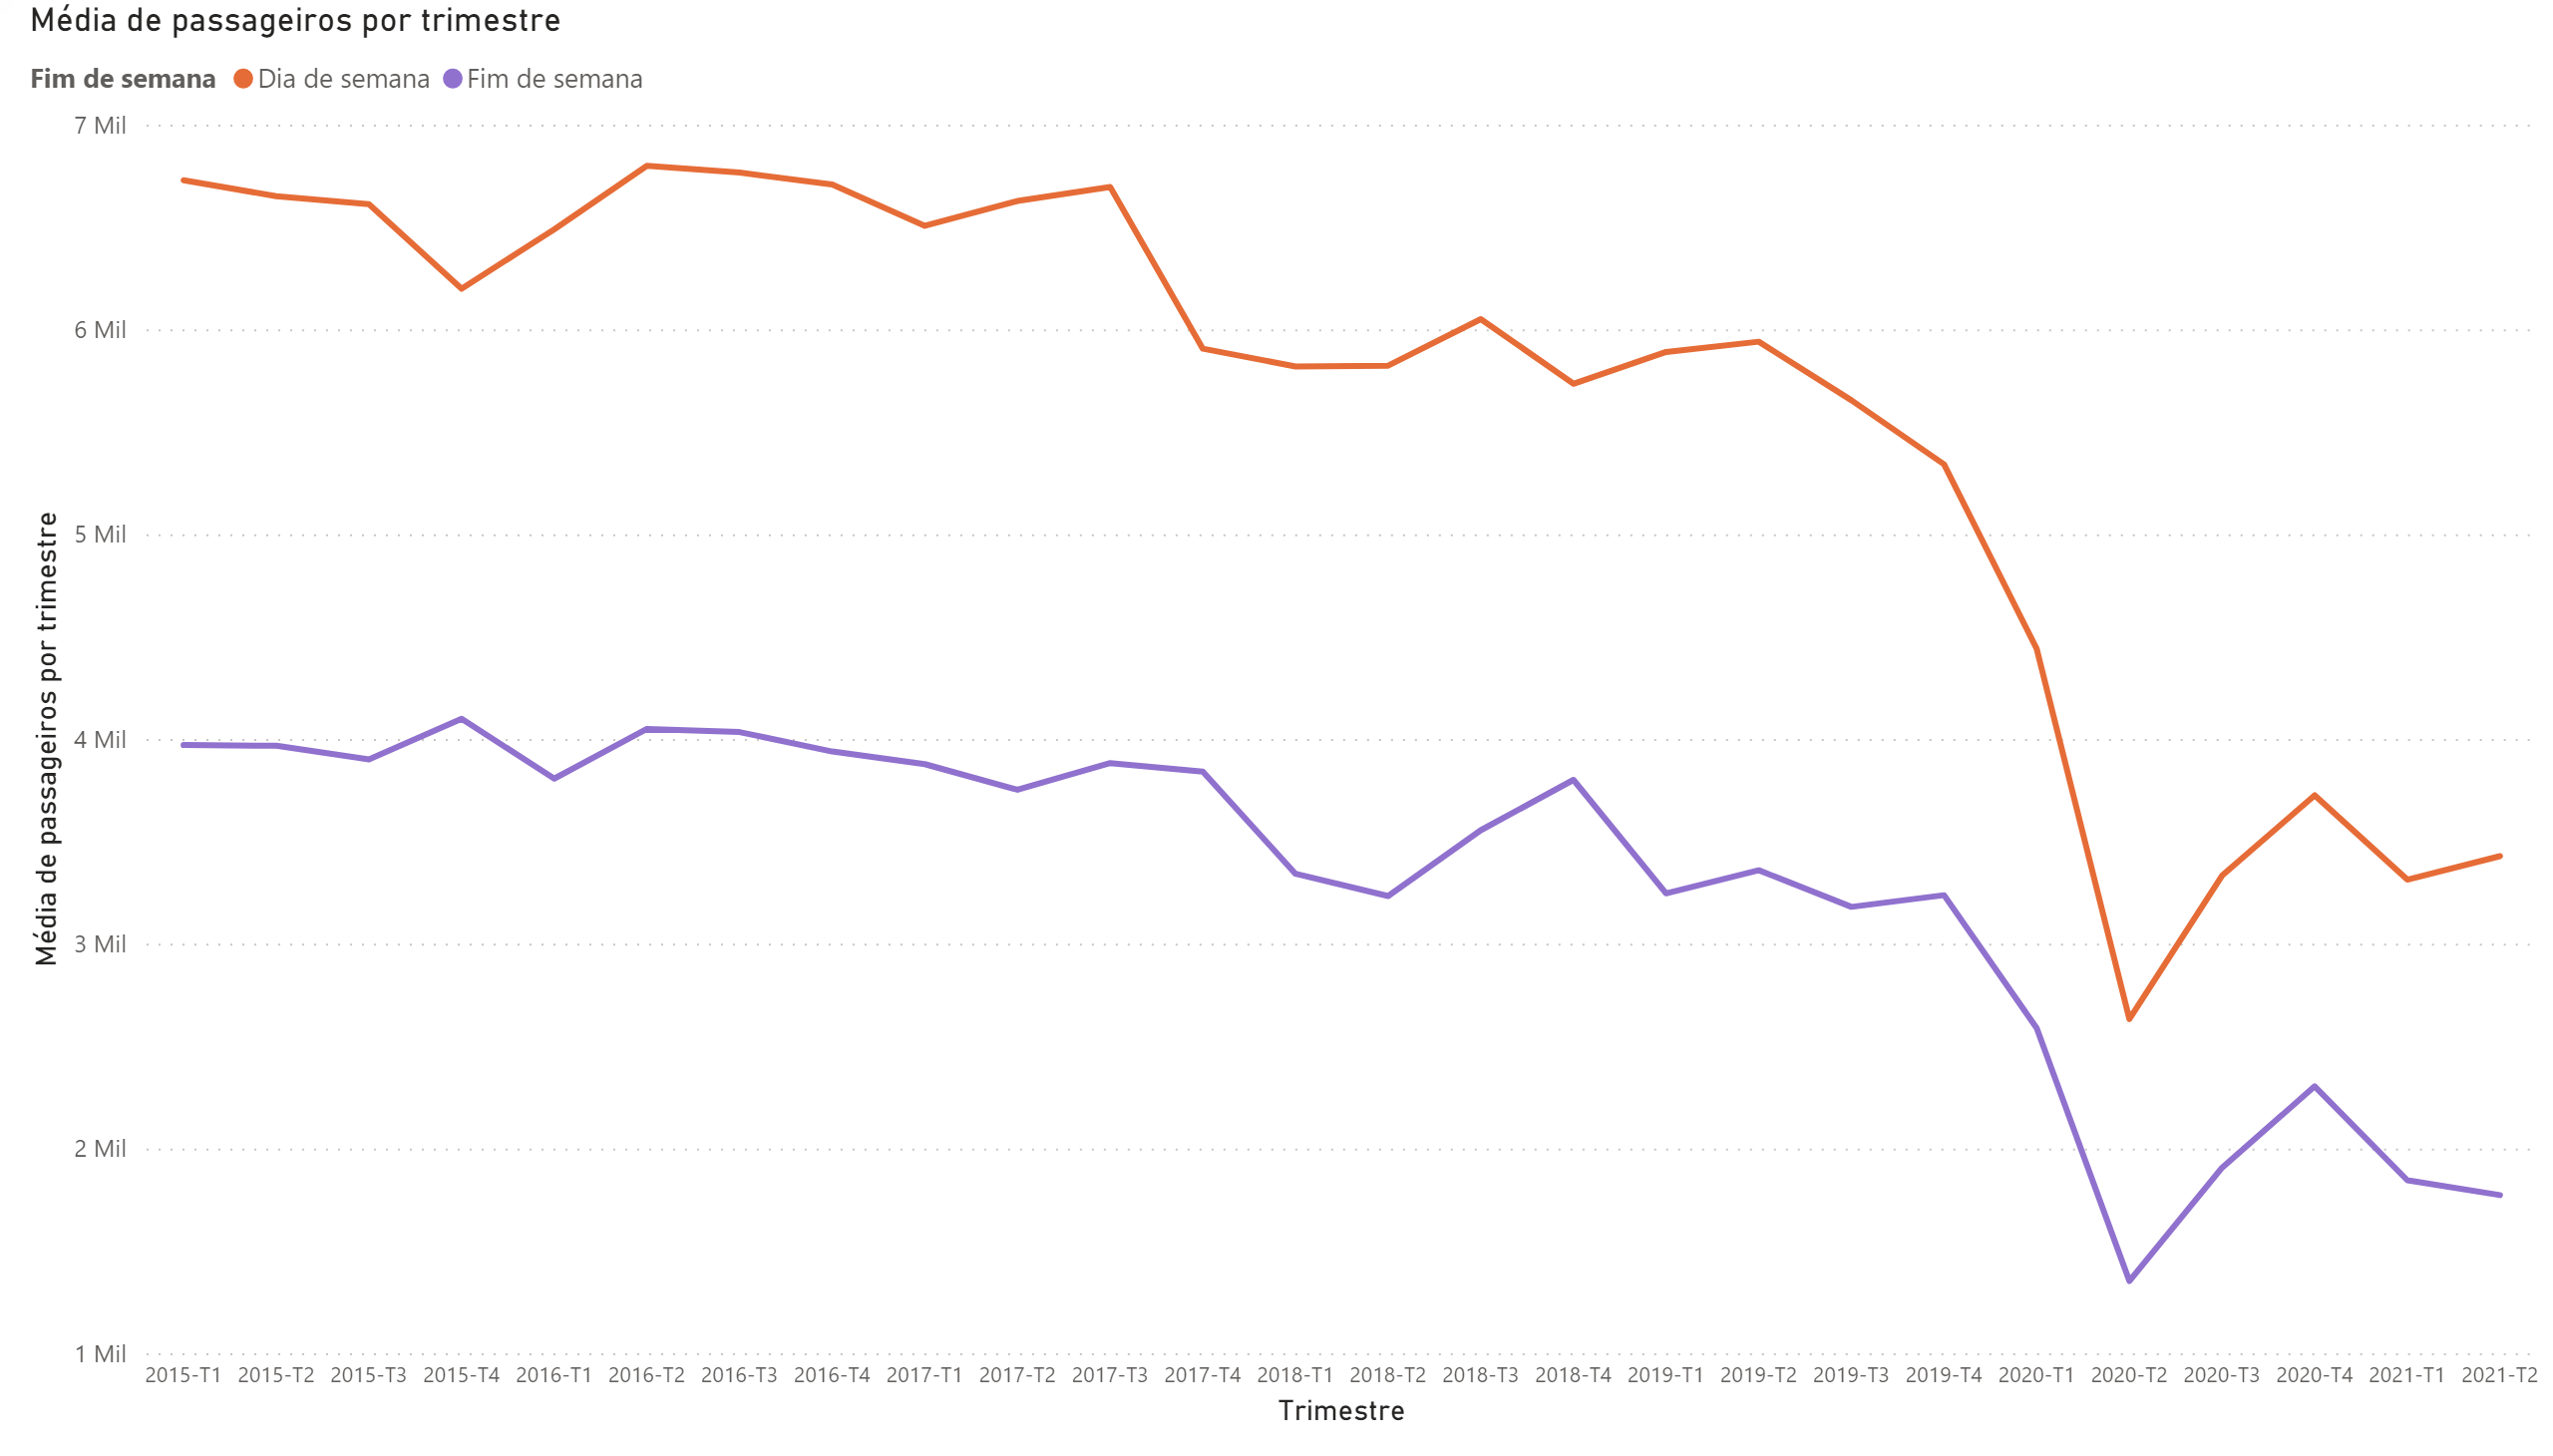 Média de passageiros por trimestre
Fim de semana Dia de semana Fim de semana
Média de passageiros por trimestre
7 Mil
6 Mil
5 Mil
4 Mil
3 Mil
2 Mil
1 Mil
2015-T1 2015-T2 2015-T3 2015-T4 2016-T1 2016-T2 2016-T3 2016-T4 2017-T1 2017-T2 2017-T3 2017-T4 2018-T1 2018-T2 2018-T3 2018-T4 2019-T1 2019-T2 2019-T3 2019-T4 2020-T1 2020-T2 2020-T3 2020-T4 2021-T1 2021-T2
Trimestre